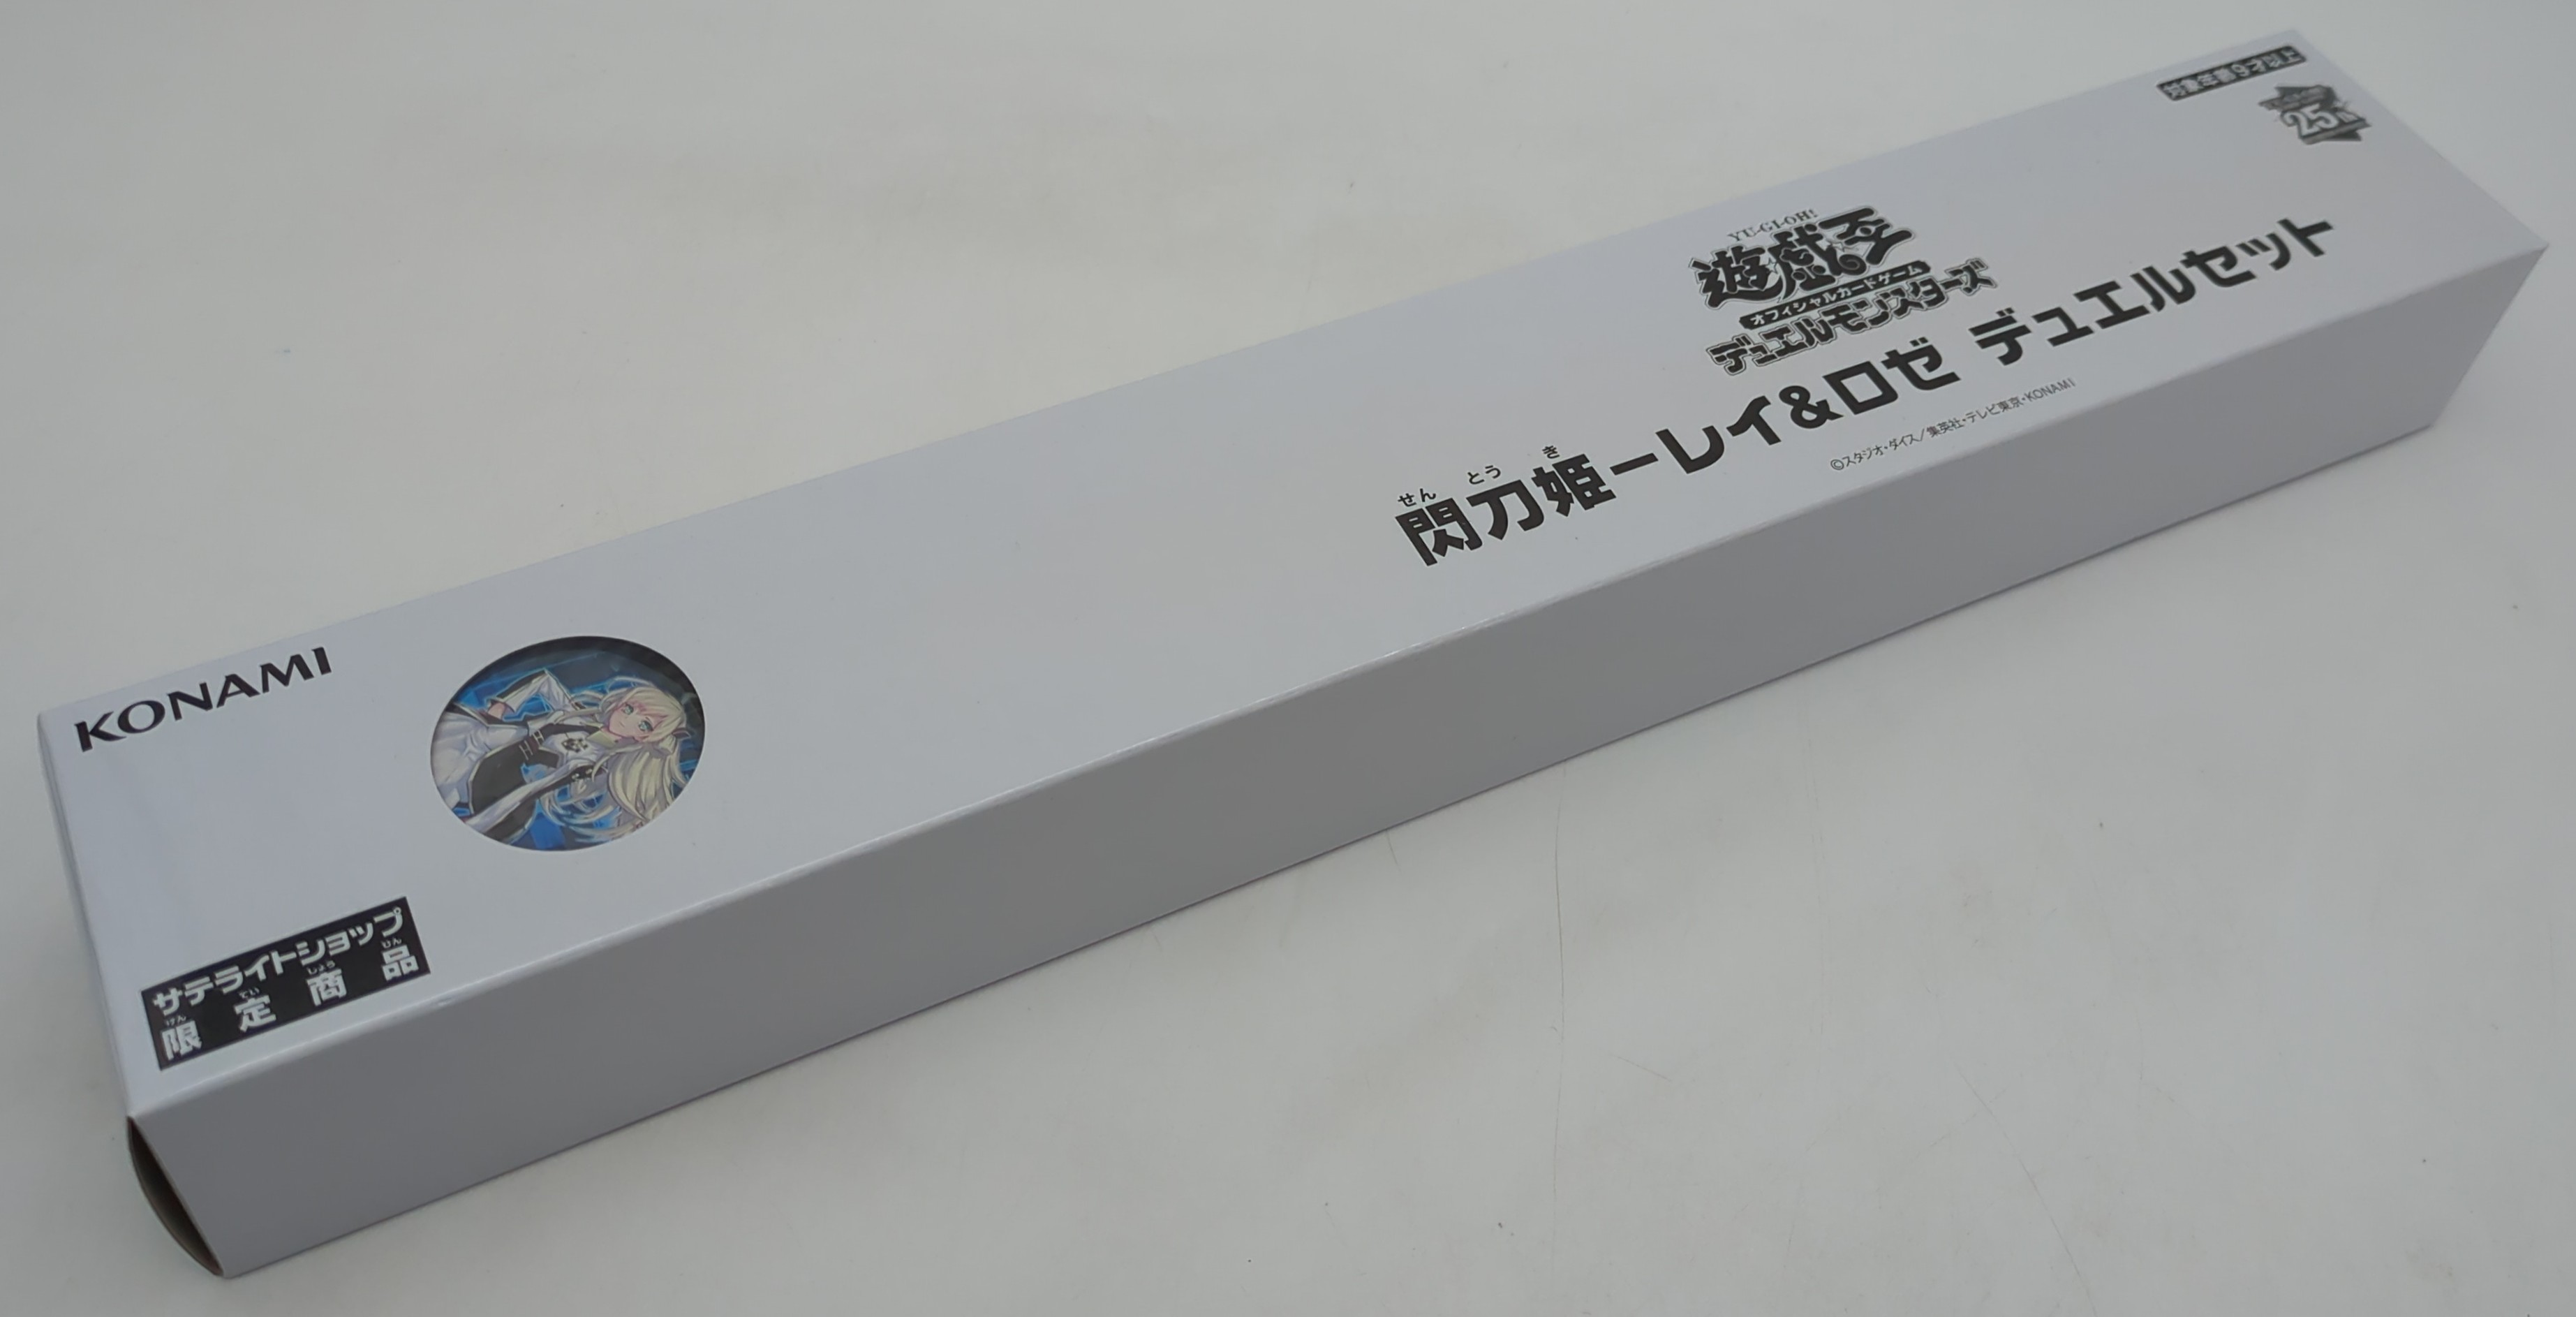 対象年齢9才以上
25th
YU-GI-OH!
遊戯王
オフィシャルカードゲーム
デュエルモンスターズ
せん とう き
閃刀姫-レイ&ロゼ デュエルセット
©スタジオ・ダイス/集英社・テレビ東京・KONAMI
KONAMI
サテライトショップ
げん てい しょう ひん
限定商品